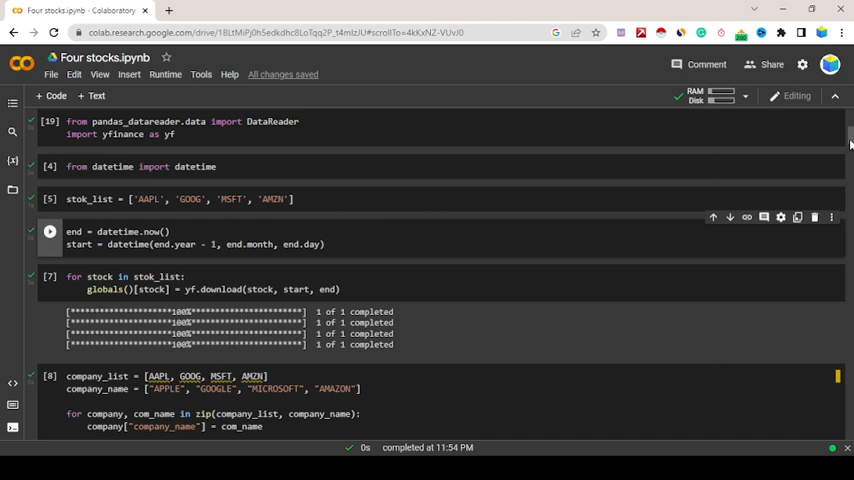 Four stocks.ipynb - Colaboratory
colab.research.google.com/drive/1BLtMiPj0h5edkdhc8LoTqq2P_t4mIzU#scrollTo=4kKxNZ-VUvJ0
200
Four stocks.ipynb
File Edit View Insert Runtime Tools Help All changes saved
Comment Share
+ Code + Text
RAM
Disk
Editing
[19] from pandas_datareader.data import DataReader
import yfinance as yf
[4] from datetime import datetime
[5] stok_list = ['AAPL', 'GOOG', 'MSFT', 'AMZN']
end = datetime.now()
start = datetime(end.year - 1, end.month, end.day)
[7] for stock in stok_list:
globals()[stock] = yf.download(stock, start, end)
[*********************100%***********************] 1 of 1 completed
[*********************100%***********************] 1 of 1 completed
[*********************100%***********************] 1 of 1 completed
[*********************100%***********************] 1 of 1 completed
[8] company_list = [AAPL, GOOG, MSFT, AMZN]
company_name = ["APPLE", "GOOGLE", "MICROSOFT", "AMAZON"]
for company, com_name in zip(company_list, company_name):
company["company_name"] = com_name
0s completed at 11:54 PM